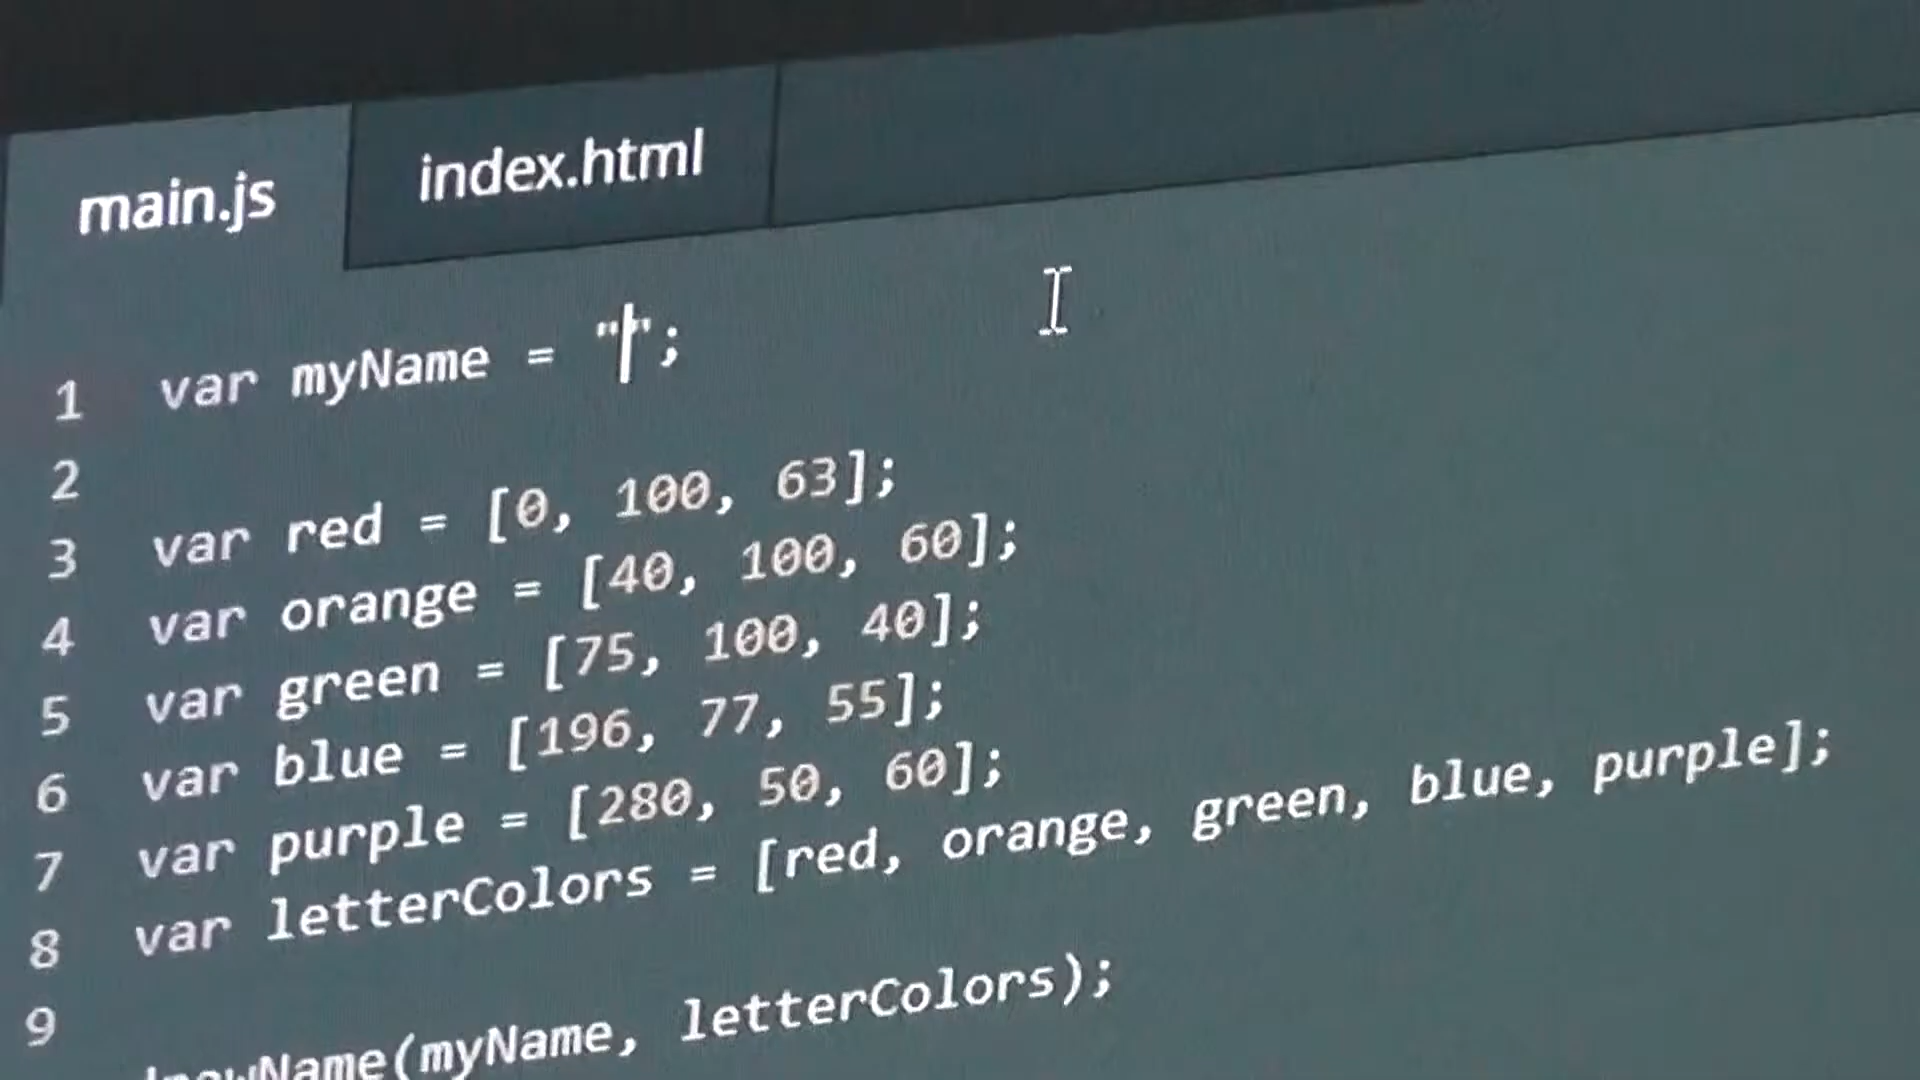 main.js
index.html
1 var myName = "";
2
3 var red = [0, 100, 63];
4 var orange = [40, 100, 60];
5 var green = [75, 100, 40];
6 var blue = [196, 77, 55];
7 var purple = [280, 50, 60];
8 var letterColors = [red, orange, green, blue, purple];
9
(myName, letterColors);